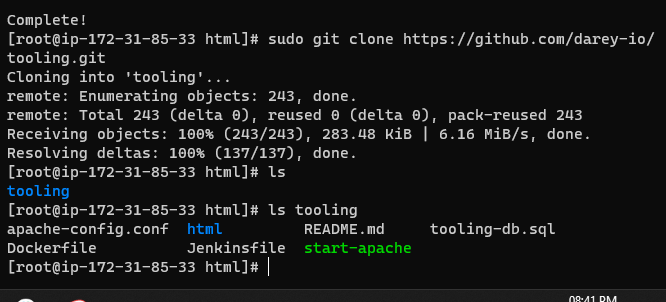 Complete!
[root@ip-172-31-85-33 html]# sudo git clone https://github.com/darey-io/
tooling.git
Cloning into 'tooling'...
remote: Enumerating objects: 243, done.
remote: Total 243 (delta 0), reused 0 (delta 0), pack-reused 243
Receiving objects: 100% (243/243), 283.48 KiB | 6.16 MiB/s, done.
Resolving deltas: 100% (137/137), done.
[root@ip-172-31-85-33 html]# ls
tooling
[root@ip-172-31-85-33 html]# ls tooling
apache-config.conf  html         README.md     tooling-db.sql
Dockerfile          Jenkinsfile  start-apache
[root@ip-172-31-85-33 html]#
08:41 PM